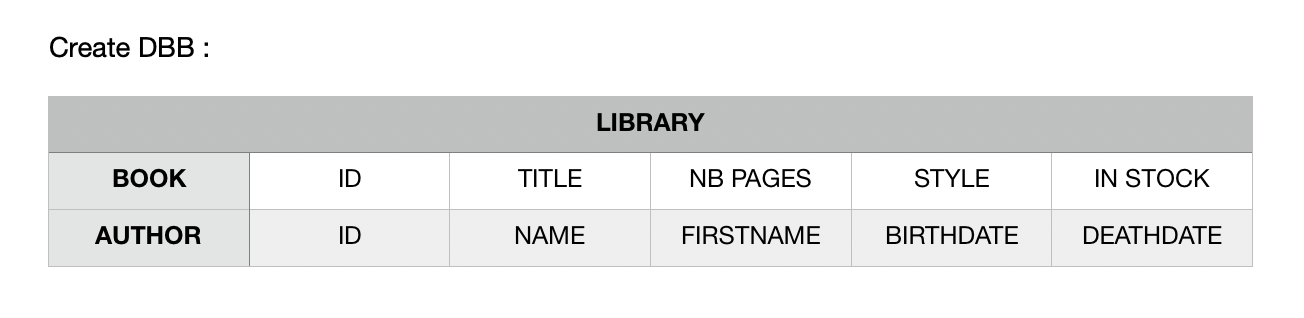 Create DBB :
LIBRARY
BOOK ID TITLE NB PAGES STYLE IN STOCK
AUTHOR ID NAME FIRSTNAME BIRTHDATE DEATHDATE